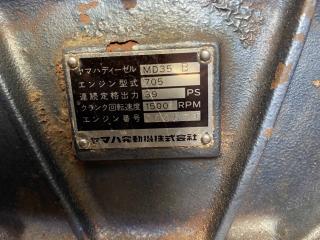 ヤマハディーゼル MD35 B
エンジン型式 705
連続定格出力 39 PS
クランク回転速度 1500 RPM
エンジン番号
ヤマハ発動機株式会社